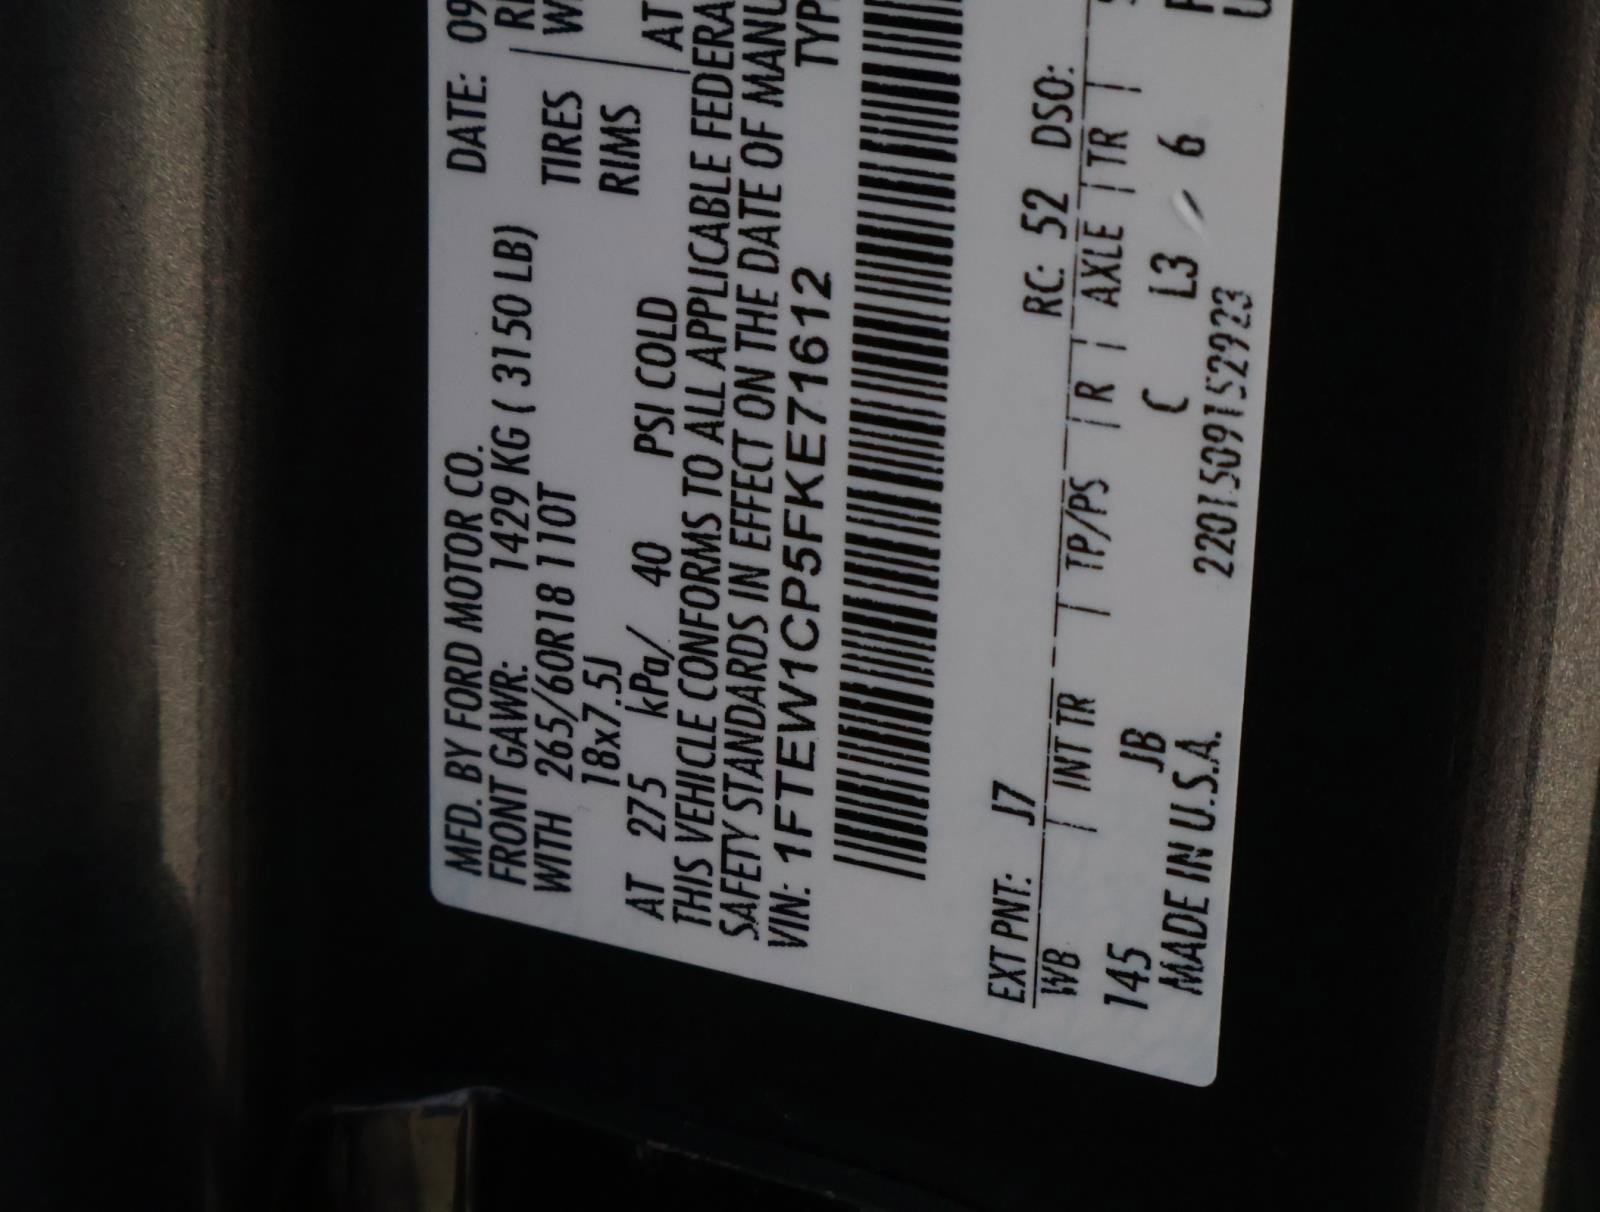 MFD. BY FORD MOTOR CO. DATE: 09
FRONT GAWR: 1429 KG ( 3150 LB)
WITH 265/60R18 110T TIRES
18x7.5J RIMS
AT 275 kPa/ 40 PSI COLD AT
THIS VEHICLE CONFORMS TO ALL APPLICABLE FEDERA
SAFETY STANDARDS IN EFFECT ON THE DATE OF MANU
VIN: 1FTEW1CP5FKE71612 TYP
EXT PNT: J7 RC: 52 DSO:
WB | INT TR | TP/PS | R | AXLE | TR |
145 JB C L3 6
MADE IN U.S.A. 2201509152923